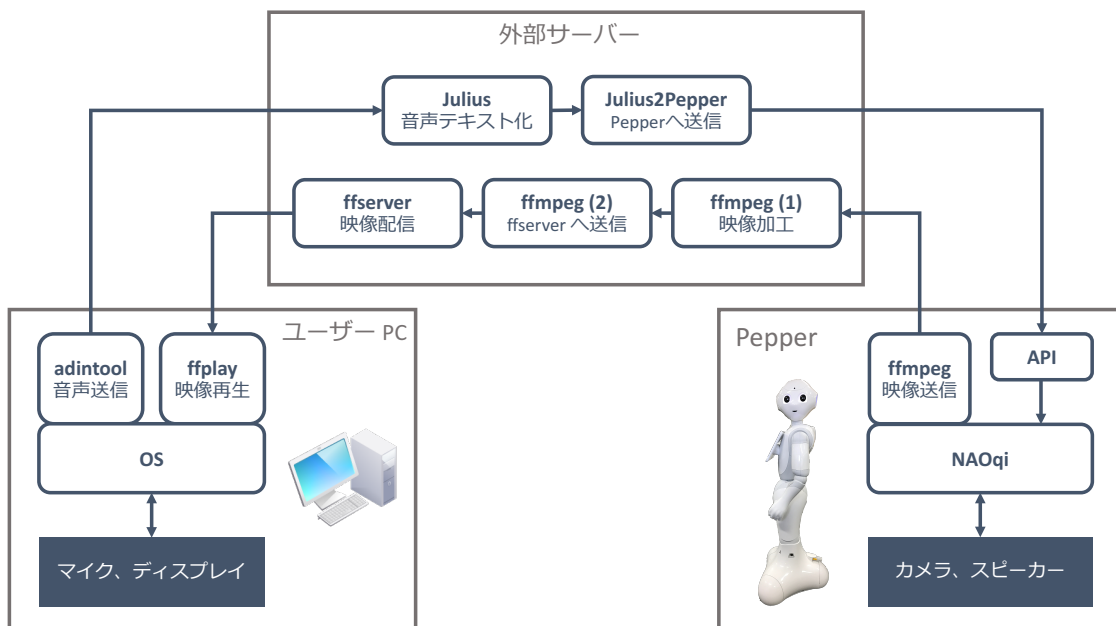 外部サーバー
Julius
音声テキスト化
Julius2Pepper
Pepperへ送信
ffserver
映像配信
ffmpeg (2)
ffserver へ送信
ffmpeg (1)
映像加工
ユーザー PC
adintool
音声送信
ffplay
映像再生
OS
マイク、ディスプレイ
Pepper
ffmpeg
映像送信
API
NAOqi
カメラ、スピーカー